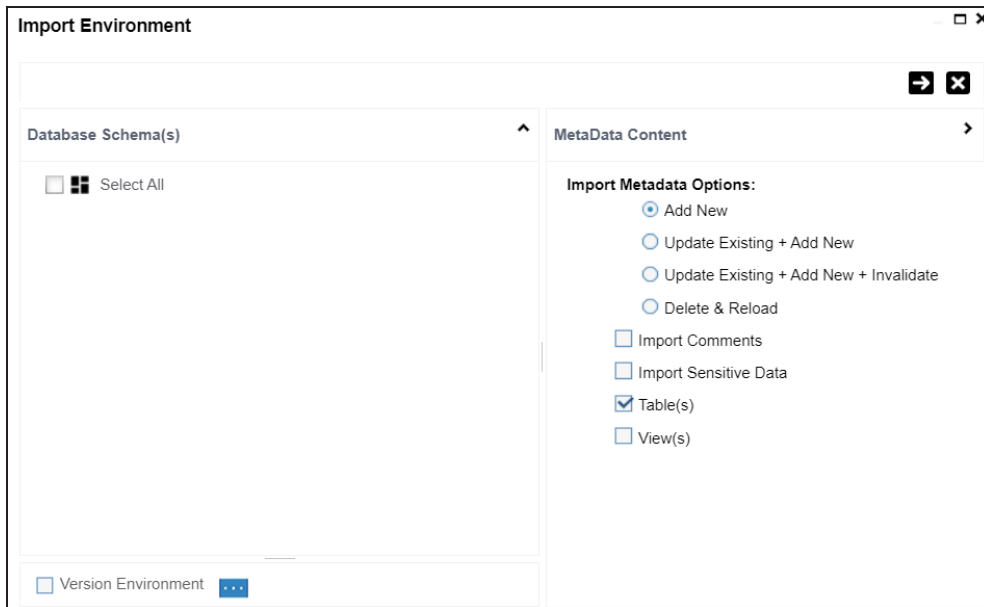 Import Environment
Database Schema(s)
Select All
Version Environment
MetaData Content
Import Metadata Options:
Add New
Update Existing + Add New
Update Existing + Add New + Invalidate
Delete & Reload
Import Comments
Import Sensitive Data
Table(s)
View(s)